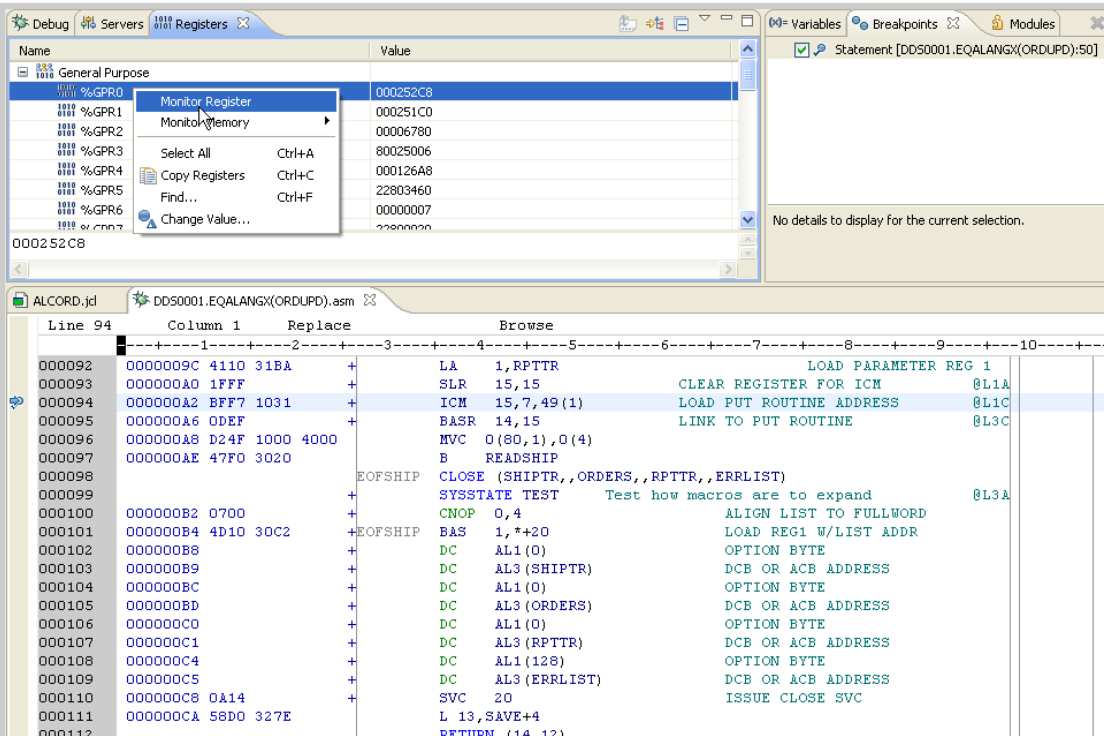 Debug Servers Registers
Name Value
General Purpose
%GPR0 000252C8
%GPR1 000251C0
%GPR2 00006780
%GPR3 80025006
%GPR4 000126A8
%GPR5 22803460
%GPR6 00000007
%GPR7 22800020
Monitor Register
Monitor Memory
Select All Ctrl+A
Copy Registers Ctrl+C
Find... Ctrl+F
Change Value...
000252C8
(x)= Variables Breakpoints Modules
Statement [DDS0001.EQALANGX(ORDUPD):50]
No details to display for the current selection.
ALCORD.jcl DDS0001.EQALANGX(ORDUPD).asm
Line 94 Column 1 Replace Browse
----+----1----+----2----+----3----+----4----+----5----+----6----+----7----+----8----+----9----+---10----+--
000092 0000009C 4110 31BA + LA 1,RPTTR LOAD PARAMETER REG 1
000093 000000A0 1FFF + SLR 15,15 CLEAR REGISTER FOR ICM @L1A
000094 000000A2 BFF7 1031 + ICM 15,7,49(1) LOAD PUT ROUTINE ADDRESS @L1C
000095 000000A6 0DEF + BASR 14,15 LINK TO PUT ROUTINE @L3C
000096 000000A8 D24F 1000 4000 MVC 0(80,1),0(4)
000097 000000AE 47F0 3020 B READSHIP
000098 EOFSHIP CLOSE (SHIPTR,,ORDERS,,RPTTR,,ERRLIST)
000099 + SYSSTATE TEST Test how macros are to expand @L3A
000100 000000B2 0700 + CNOP 0,4 ALIGN LIST TO FULLWORD
000101 000000B4 4D10 30C2 +EOFSHIP BAS 1,*+20 LOAD REG1 W/LIST ADDR
000102 000000B8 + DC AL1(0) OPTION BYTE
000103 000000B9 + DC AL3(SHIPTR) DCB OR ACB ADDRESS
000104 000000BC + DC AL1(0) OPTION BYTE
000105 000000BD + DC AL3(ORDERS) DCB OR ACB ADDRESS
000106 000000C0 + DC AL1(0) OPTION BYTE
000107 000000C1 + DC AL3(RPTTR) DCB OR ACB ADDRESS
000108 000000C4 + DC AL1(128) OPTION BYTE
000109 000000C5 + DC AL3(ERRLIST) DCB OR ACB ADDRESS
000110 000000C8 0A14 + SVC 20 ISSUE CLOSE SVC
000111 000000CA 58D0 327E L 13,SAVE+4
000112 RETURN (14,12)